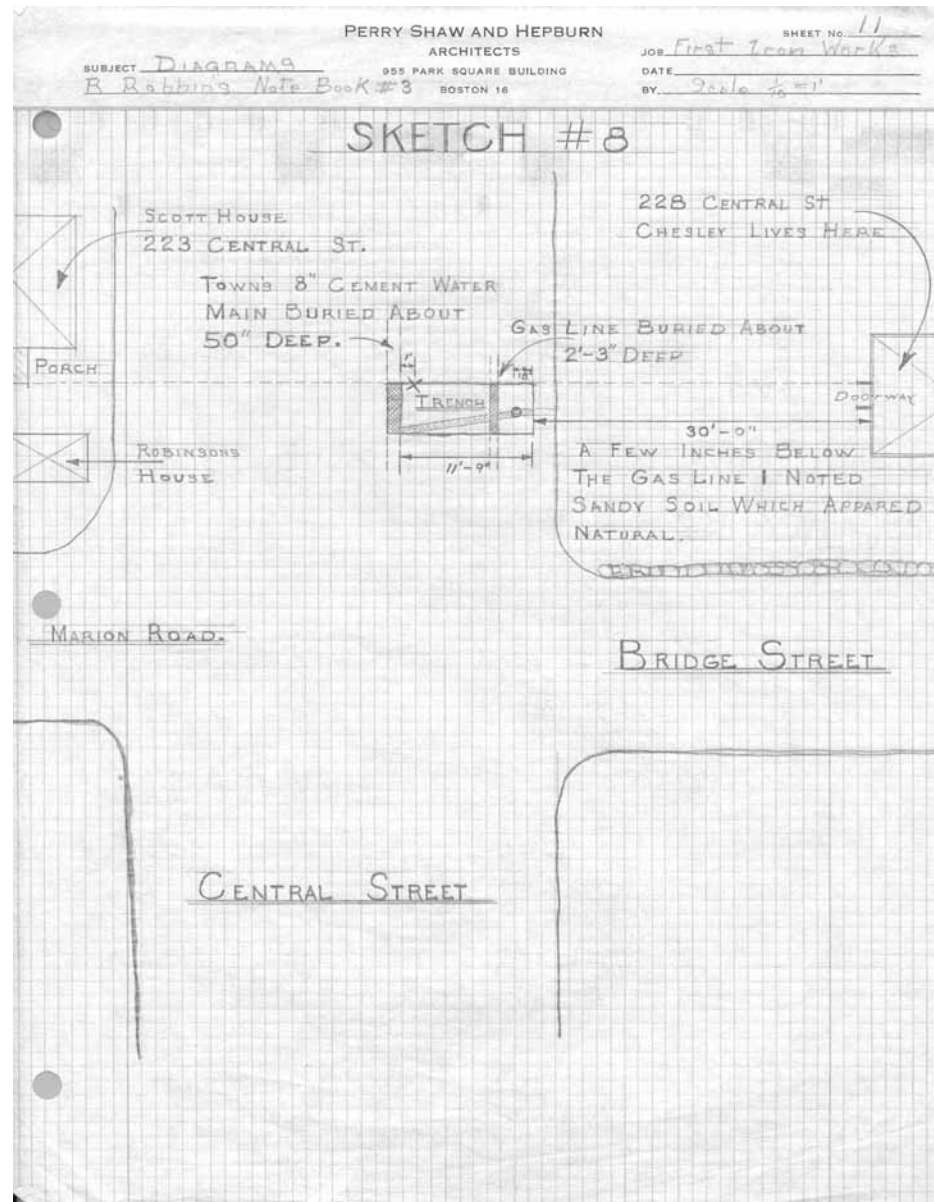 PERRY SHAW AND HEPBURN
ARCHITECTS
955 PARK SQUARE BUILDING
BOSTON 16
SHEET No. 11
JOB First Iron Works
DATE
BY Scale 1/16 = 1'
SUBJECT DIAGRAMS
R Robbins Note Book #3
SKETCH #8
SCOTT HOUSE
223 CENTRAL ST.
228 CENTRAL ST
CHESLEY LIVES HERE
TOWNS 8" CEMENT WATER
MAIN BURIED ABOUT
50" DEEP.
GAS LINE BURIED ABOUT
2'-3" DEEP
PORCH
1'
18"
TRENCH
DOORWAY
30'-0"
11'-9"
ROBINSONS
HOUSE
A FEW INCHES BELOW
THE GAS LINE I NOTED
SANDY SOIL WHICH APPARED
NATURAL.
MARION ROAD.
BRIDGE STREET
CENTRAL STREET